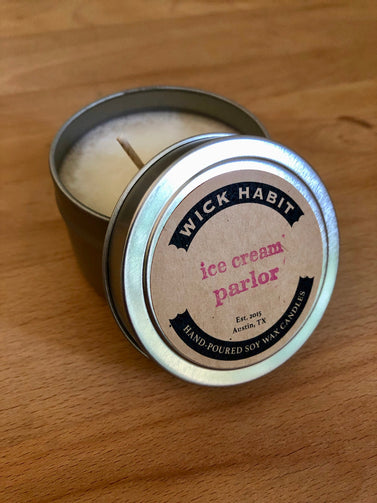 WICK HABIT
ice cream
parlor
Est. 2015
Austin, TX
HAND-POURED SOY WAX CANDLES